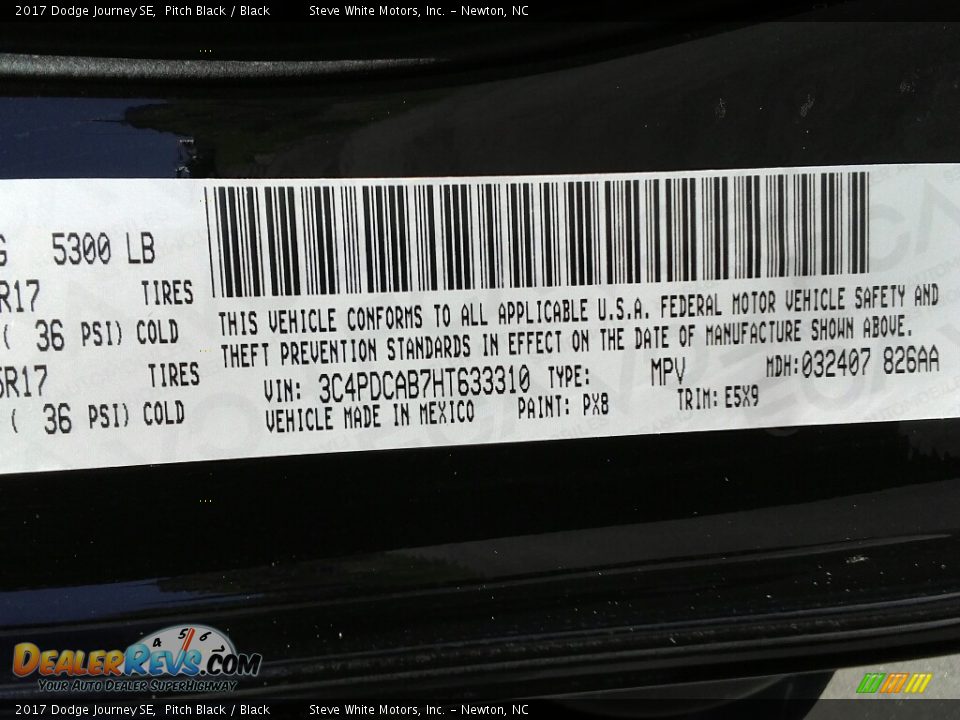 2017 Dodge Journey SE, Pitch Black / Black Steve White Motors, Inc. - Newton, NC
G 5300 LB
R17 TIRES
( 36 PSI) COLD
5R17 TIRES
( 36 PSI) COLD
THIS VEHICLE CONFORMS TO ALL APPLICABLE U.S.A. FEDERAL MOTOR VEHICLE SAFETY AND
THEFT PREVENTION STANDARDS IN EFFECT ON THE DATE OF MANUFACTURE SHOWN ABOVE.
VIN: 3C4PDCAB7HT633310 TYPE: MPV MDH:032407 826AA
VEHICLE MADE IN MEXICO PAINT: PX8 TRIM: E5X9
4 5 6
DEALERREVS.COM
YOUR AUTO DEALER SUPERHIGHWAY
2017 Dodge Journey SE, Pitch Black / Black Steve White Motors, Inc. - Newton, NC